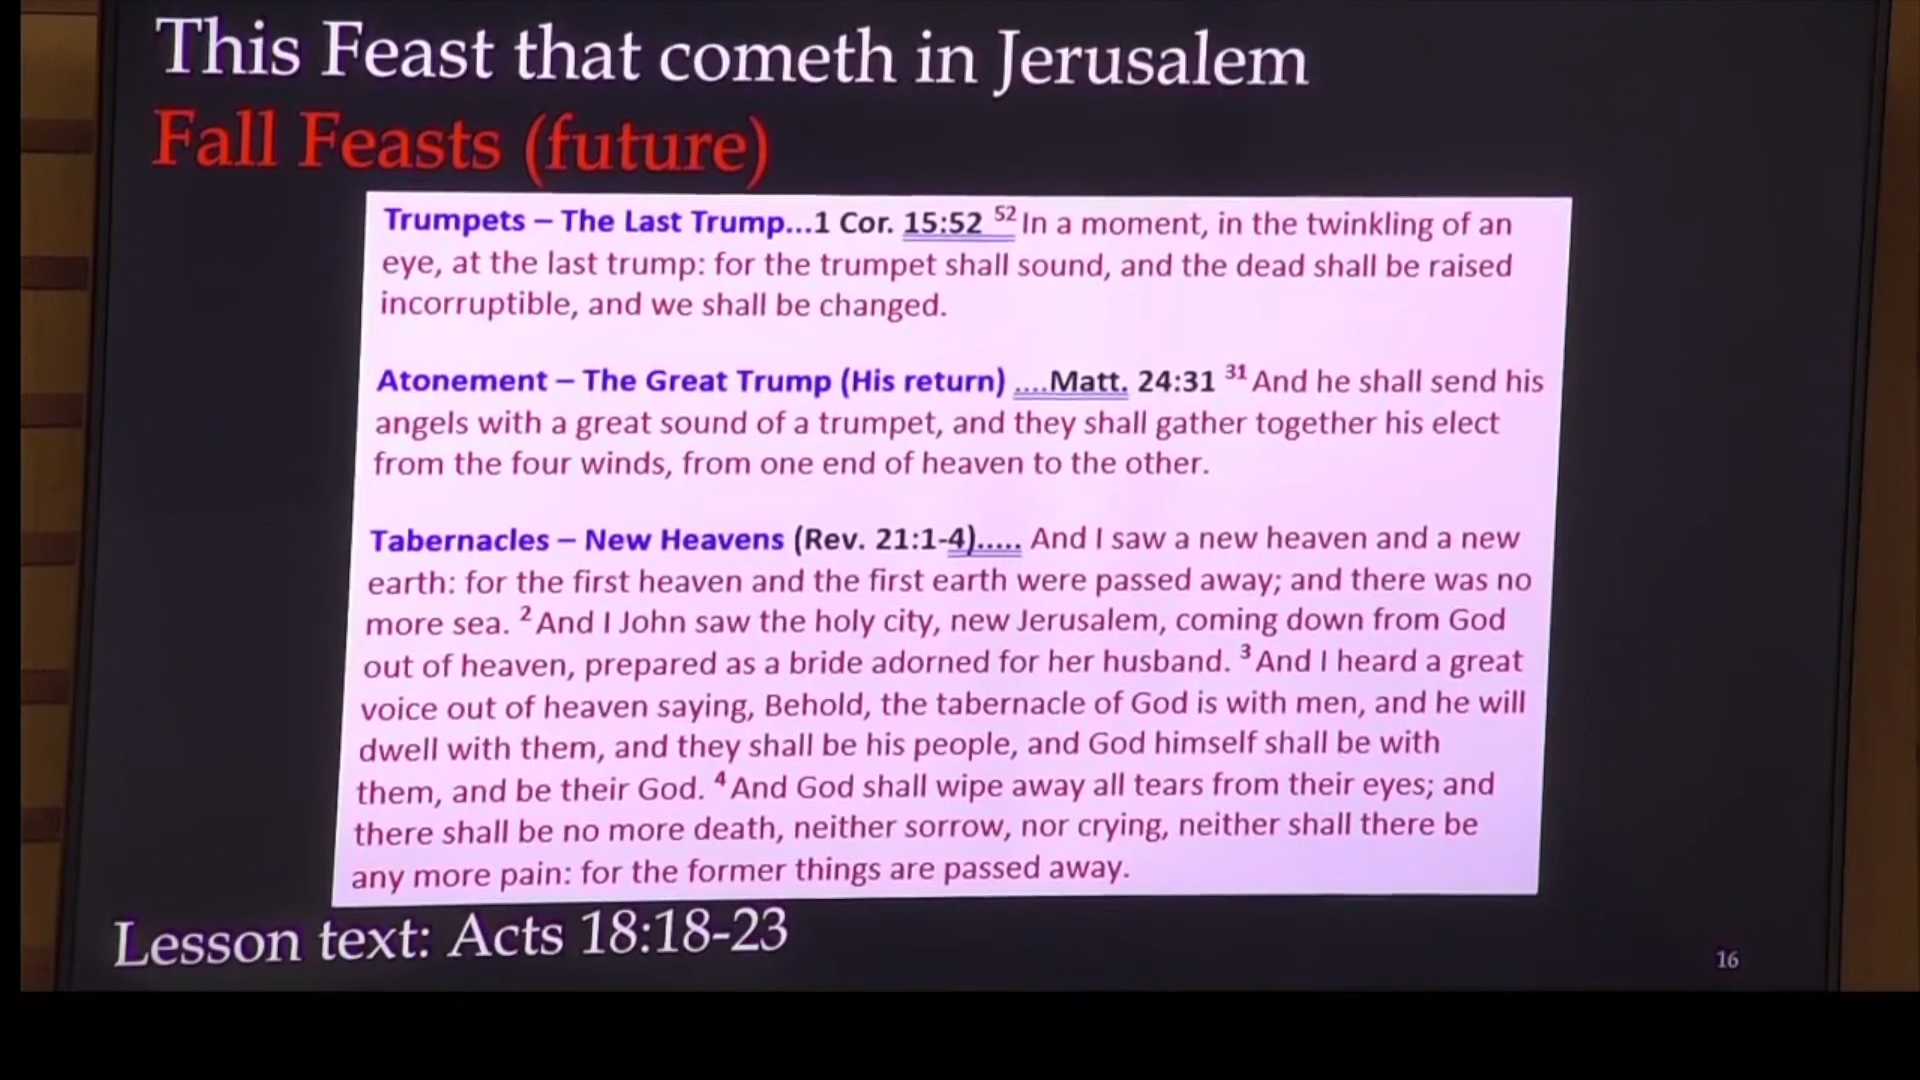 This Feast that cometh in Jerusalem
Fall Feasts (future)
Trumpets – The Last Trump...1 Cor. 15:52 52 In a moment, in the twinkling of an
eye, at the last trump: for the trumpet shall sound, and the dead shall be raised
incorruptible, and we shall be changed.
Atonement – The Great Trump (His return) ....Matt. 24:31 31 And he shall send his
angels with a great sound of a trumpet, and they shall gather together his elect
from the four winds, from one end of heaven to the other.
Tabernacles – New Heavens (Rev. 21:1-4)..... And I saw a new heaven and a new
earth: for the first heaven and the first earth were passed away; and there was no
more sea. 2 And I John saw the holy city, new Jerusalem, coming down from God
out of heaven, prepared as a bride adorned for her husband. 3 And I heard a great
voice out of heaven saying, Behold, the tabernacle of God is with men, and he will
dwell with them, and they shall be his people, and God himself shall be with
them, and be their God. 4 And God shall wipe away all tears from their eyes; and
there shall be no more death, neither sorrow, nor crying, neither shall there be
any more pain: for the former things are passed away.
Lesson text: Acts 18:18-23
16